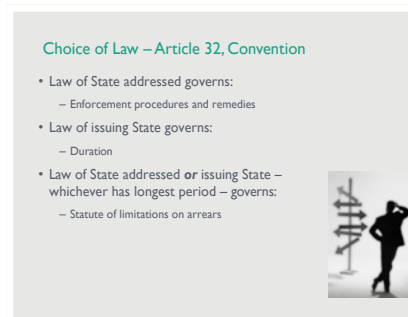 Choice of Law – Article 32, Convention
• Law of State addressed governs:
– Enforcement procedures and remedies
• Law of issuing State governs:
– Duration
• Law of State addressed or issuing State –
whichever has longest period – governs:
– Statute of limitations on arrears